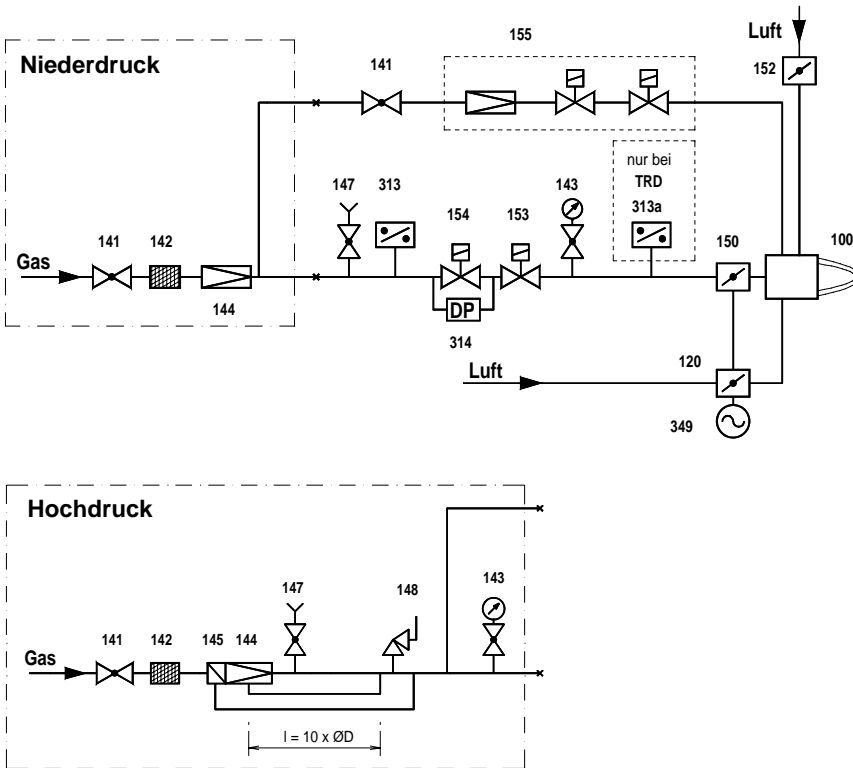 Luft
155
Niederdruck
141
152
nur bei
TRD
313a
147
313
143
154
153
141
142
150
100
Gas
144
DP
314
120
Luft
349
Hochdruck
147
148
143
141
142
145
144
Gas
l = 10 x ØD